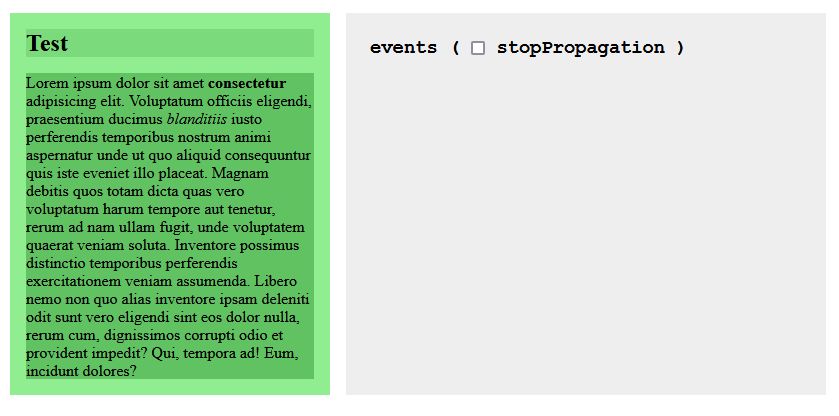 Test
Lorem ipsum dolor sit amet consectetur
adipisicing elit. Voluptatum officiis eligendi,
praesentium ducimus blanditiis iusto
perferendis temporibus nostrum animi
aspernatur unde ut quo aliquid consequuntur
quis iste eveniet illo placeat. Magnam
debitis quos totam dicta quas vero
voluptatum harum tempore aut tenetur,
rerum ad nam ullam fugit, unde voluptatem
quaerat veniam soluta. Inventore possimus
distinctio temporibus perferendis
exercitationem veniam assumenda. Libero
nemo non quo alias inventore ipsam deleniti
odit sunt vero eligendi sint eos dolor nulla,
rerum cum, dignissimos corrupti odio et
provident impedit? Qui, tempora ad! Eum,
incidunt dolores?
events ( stopPropagation )